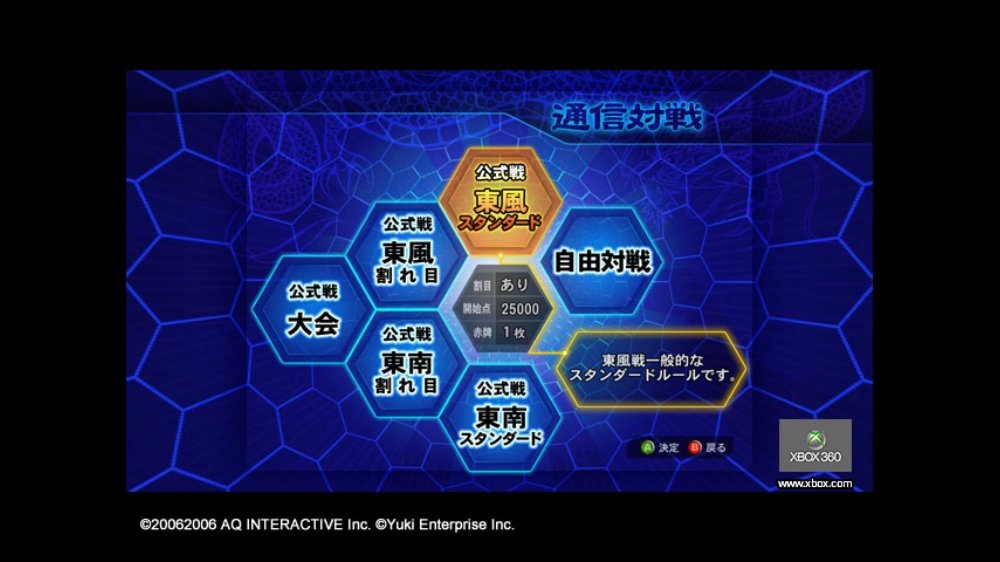 通信対戦
公式戦
東風
スタンダード
公式戦
東風
割れ目
自由対戦
公式戦
大会
割目 あり
開始点 25000
赤牌 1枚
公式戦
東南
割れ目
東風戦一般的な
スタンダードルールです。
公式戦
東南
スタンダード
A 決定 B 戻る
XBOX 360
www.xbox.com
©20062006 AQ INTERACTIVE Inc. ©Yuki Enterprise Inc.